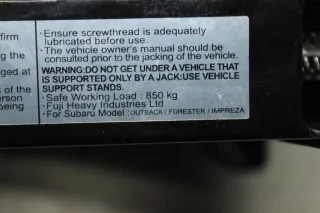 firm
g the
aged at
s of the
erson
being
· Ensure screwthread is adequately
lubricated before use.
· The vehicle owner's manual should be
consulted prior to the jacking of the vehicle.
WARNING:DO NOT GET UNDER A VEHICLE THAT
IS SUPPORTED ONLY BY A JACK:USE VEHICLE
SUPPORT STANDS.
· Safe Working Load : 850 kg
· Fuji Heavy Industries Ltd
· For Subaru Model : OUTBACK / FORESTER / IMPREZA